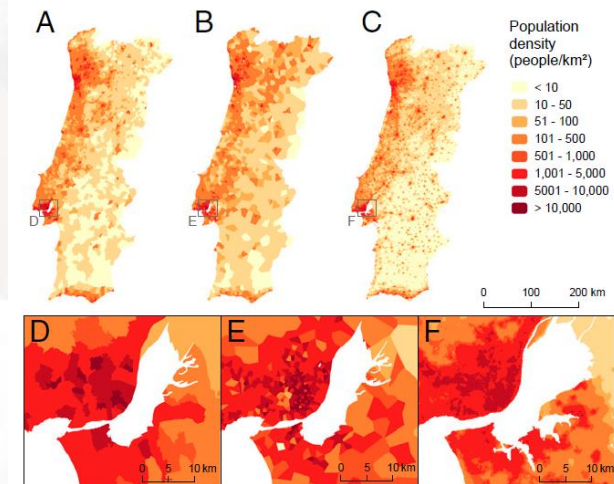 A B C
Population
density
(people/km²)
< 10
10 - 50
51 - 100
101 - 500
501 - 1,000
1,001 - 5,000
5001 - 10,000
> 10,000
D E F
0 100 200 km
D E F
0 5 10 km 0 5 10 km 0 5 10 km